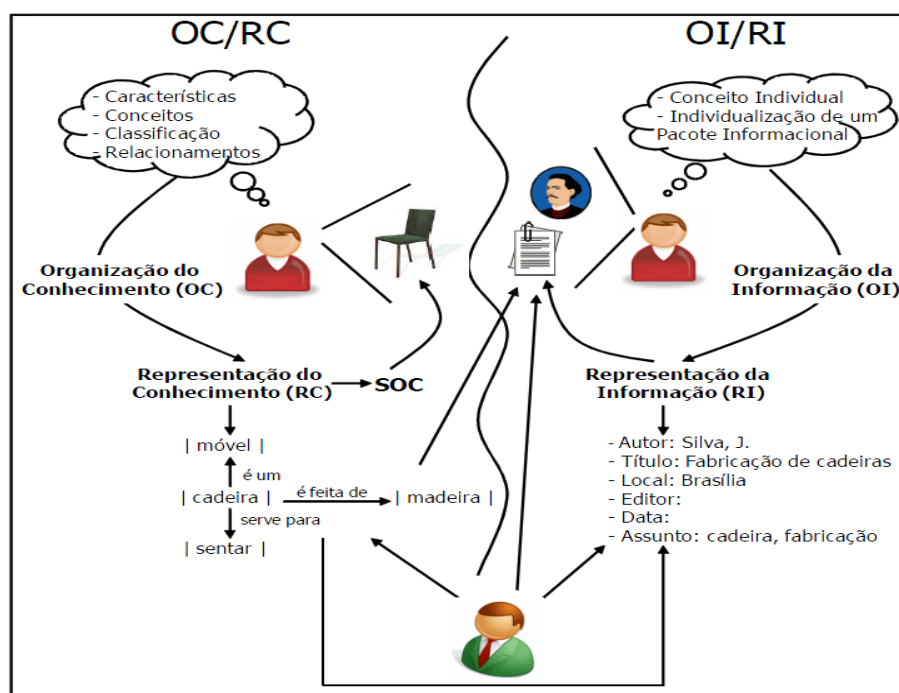 OC/RC
OI/RI
- Características
- Conceitos
- Classificação
- Relacionamentos
- Conceito Individual
- Individualização de um
Pacote Informacional
Organização do
Conhecimento (OC)
Organização da
Informação (OI)
Representação do
Conhecimento (RC)
SOC
Representação da
Informação (RI)
| móvel |
é um
| cadeira |
é feita de
| madeira |
serve para
| sentar |
- Autor: Silva, J.
- Título: Fabricação de cadeiras
- Local: Brasília
- Editor:
- Data:
- Assunto: cadeira, fabricação